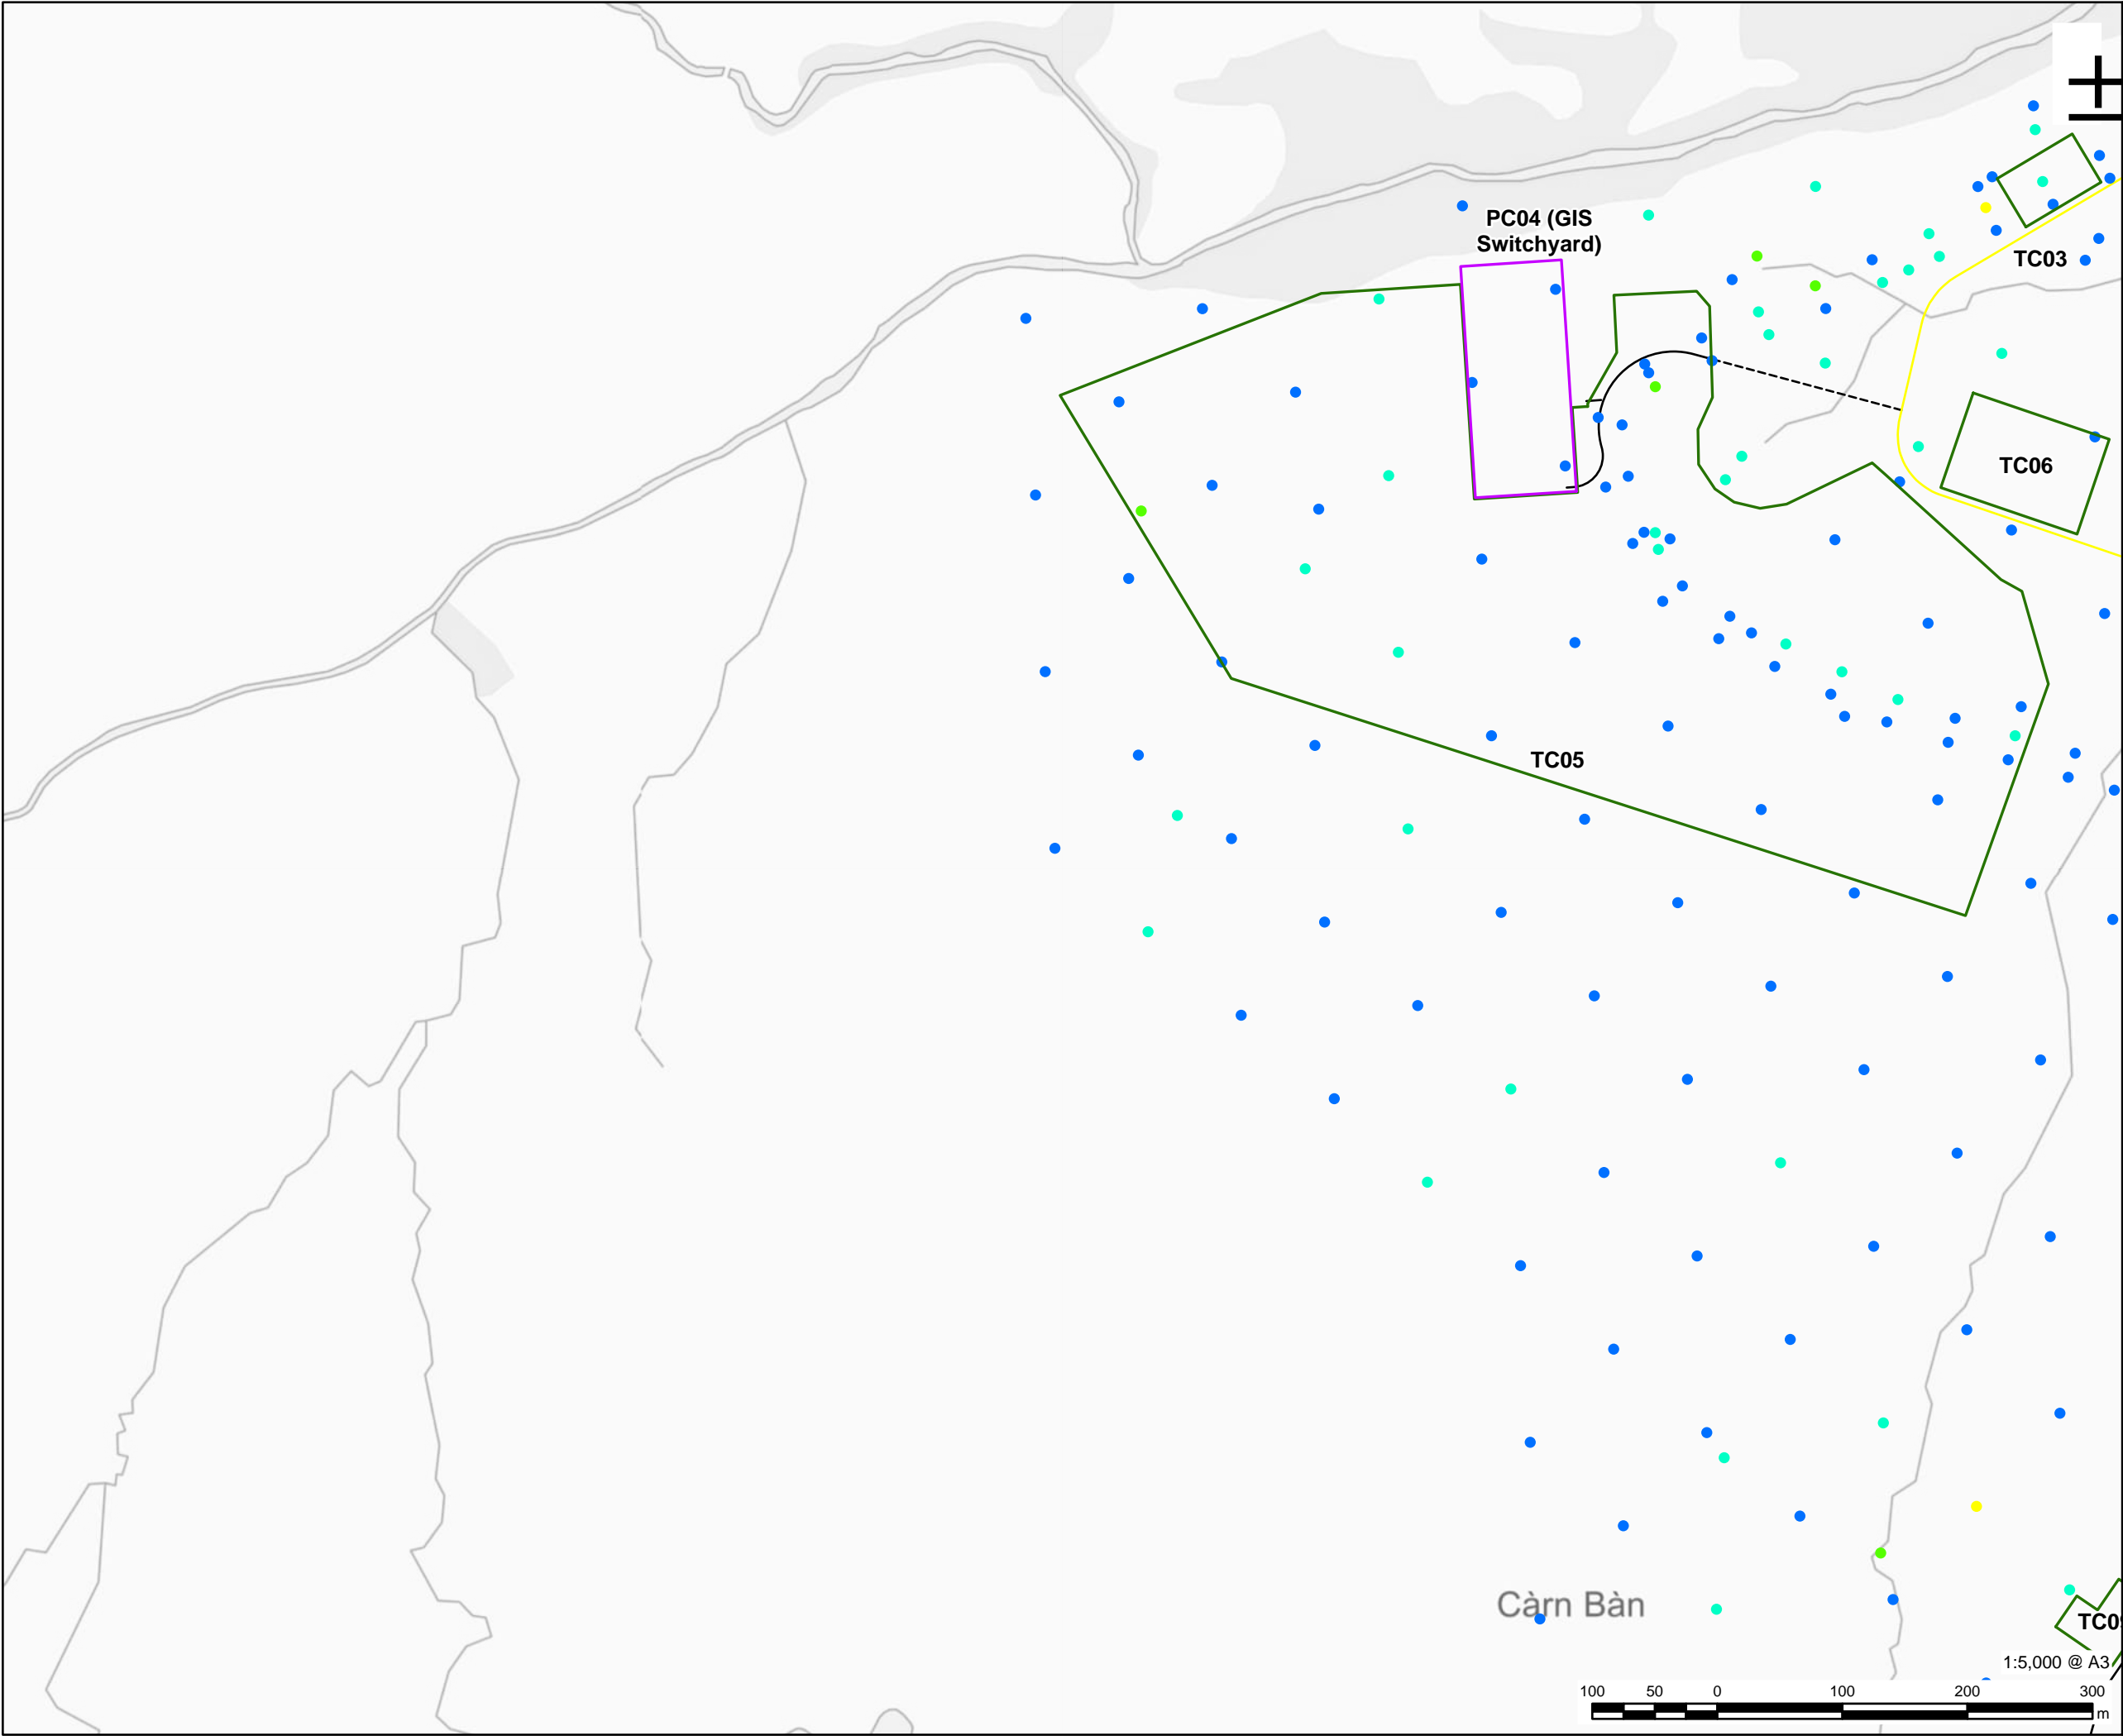 PC04 (GIS
Switchyard)
TC03
TC06
TC05
Càrn Bàn
1:5,000 @ A3
100 50 0 100 200 300
m